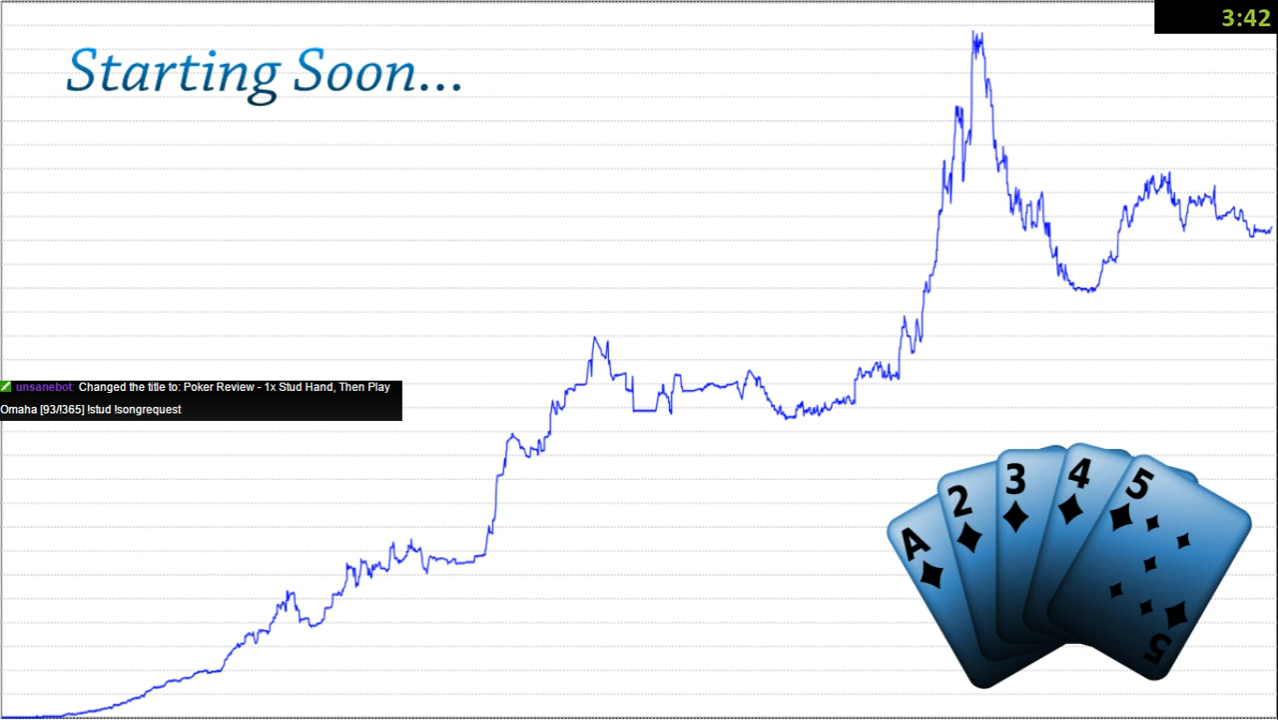 3:42
Starting Soon...
unsanebot: Changed the title to: Poker Review - 1x Stud Hand, Then Play
Omaha [93/!365] !stud !songrequest
A
2
3
4
5
5